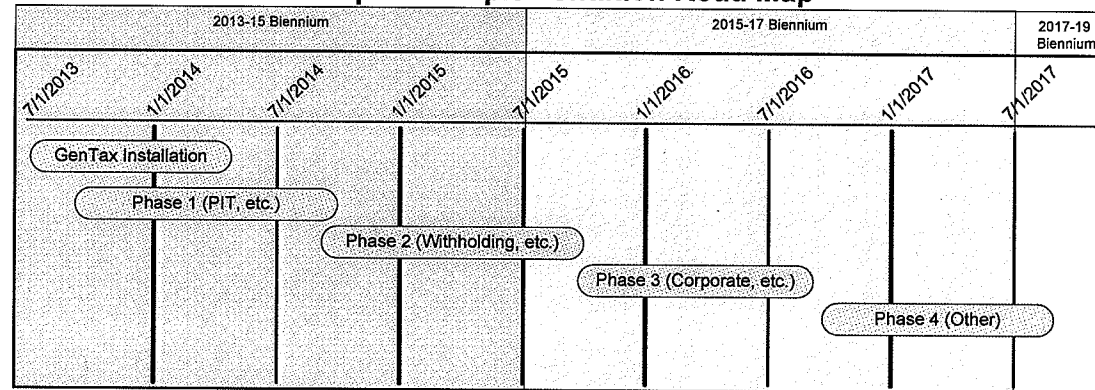 2013-15 Biennium
2015-17 Biennium
2017-19
Biennium
7/1/2013
1/1/2014
7/1/2014
1/1/2015
7/1/2015
1/1/2016
7/1/2016
1/1/2017
7/1/2017
GenTax Installation
Phase 1 (PIT, etc.)
Phase 2 (Withholding, etc.)
Phase 3 (Corporate, etc.)
Phase 4 (Other)